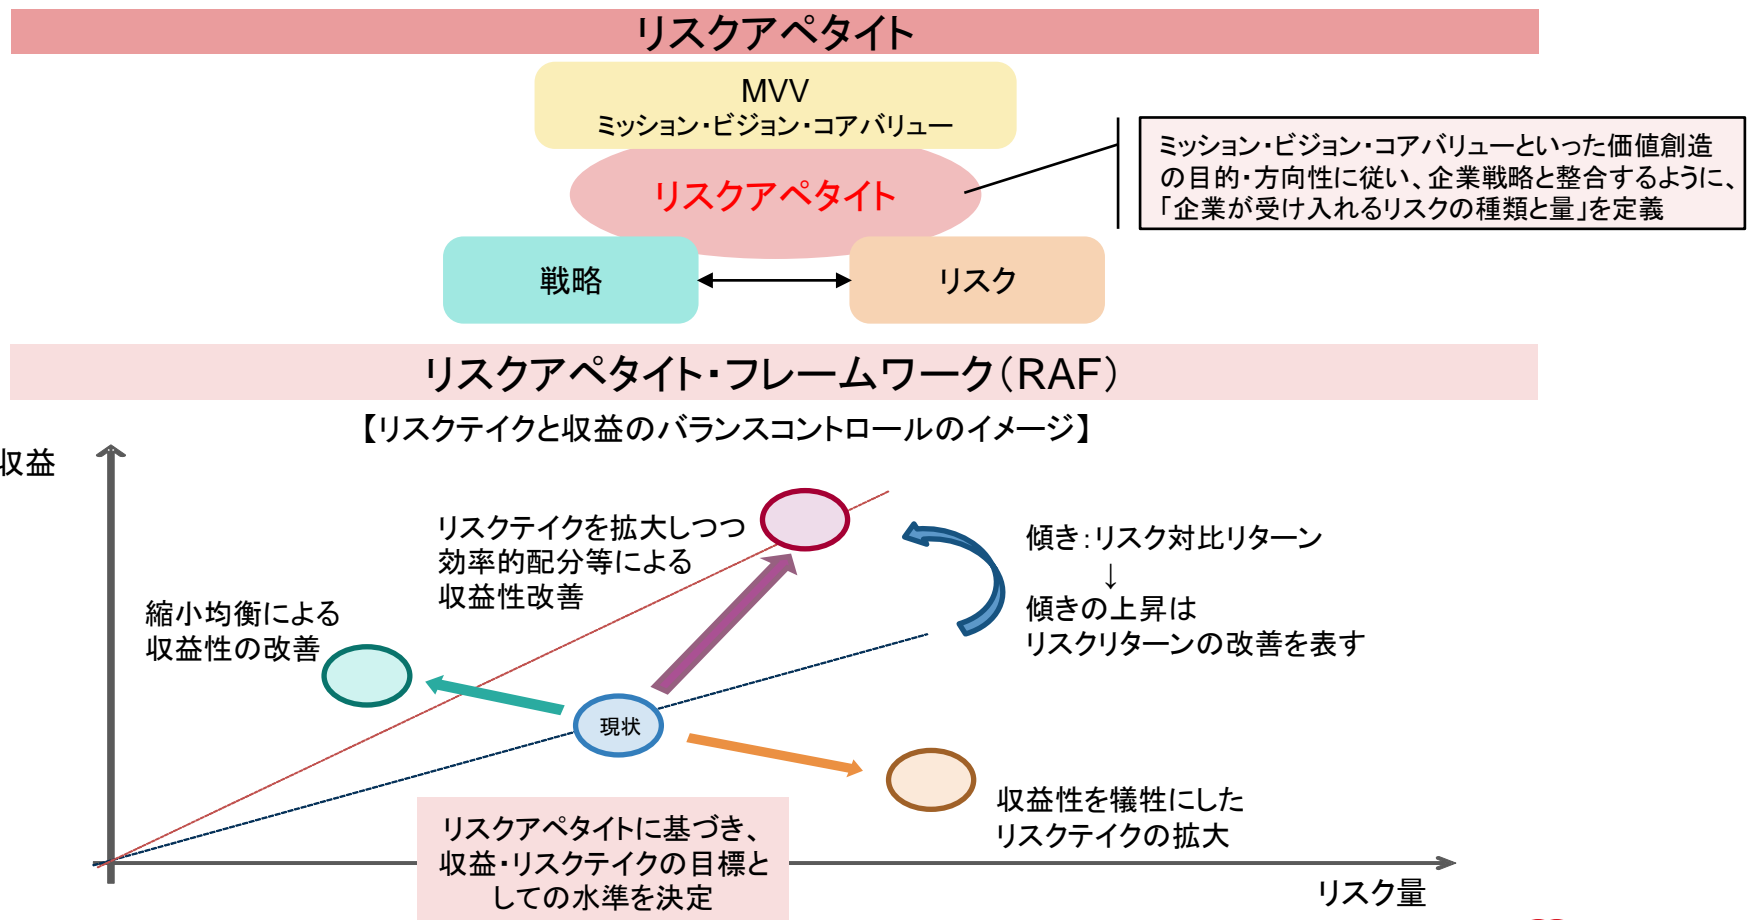 リスクアペタイト
MVV
ミッション・ビジョン・コアバリュー
リスクアペタイト
ミッション・ビジョン・コアバリューといった価値創造
の目的・方向性に従い、企業戦略と整合するように、
「企業が受け入れるリスクの種類と量」を定義
戦略
リスク
リスクアペタイト・フレームワーク（RAF）
【リスクテイクと収益のバランスコントロールのイメージ】
収益
リスクテイクを拡大しつつ
効率的配分等による
収益性改善
傾き：リスク対比リターン
↓
傾きの上昇は
リスクリターンの改善を表す
縮小均衡による
収益性の改善
現状
収益性を犠牲にした
リスクテイクの拡大
リスクアペタイトに基づき、
収益・リスクテイクの目標と
しての水準を決定
リスク量